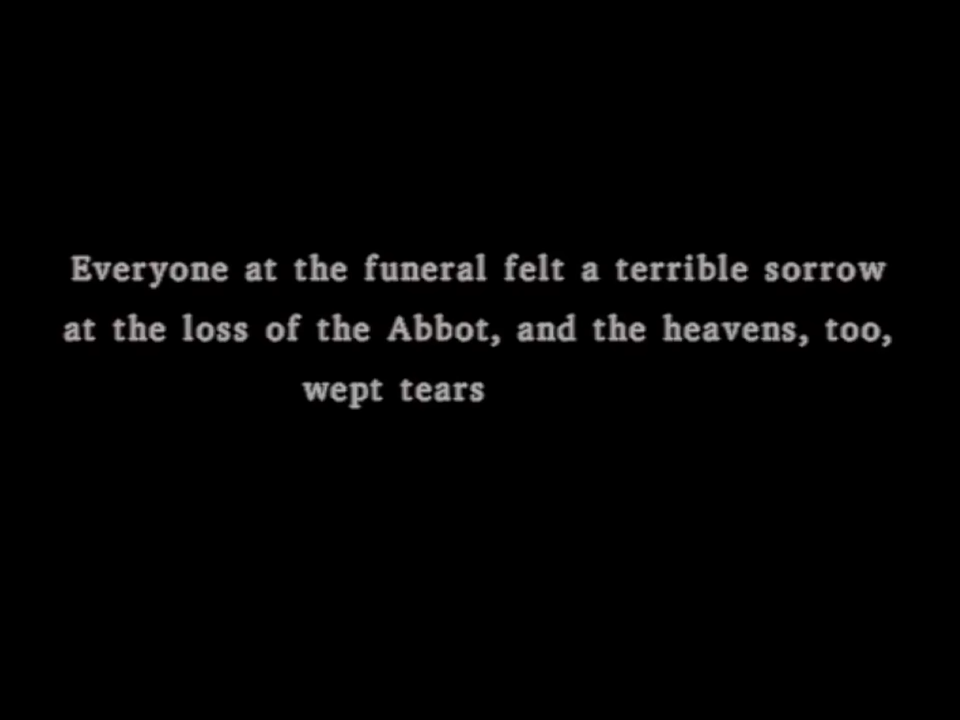 Everyone at the funeral felt a terrible sorrow
at the loss of the Abbot, and the heavens, too,
wept tears